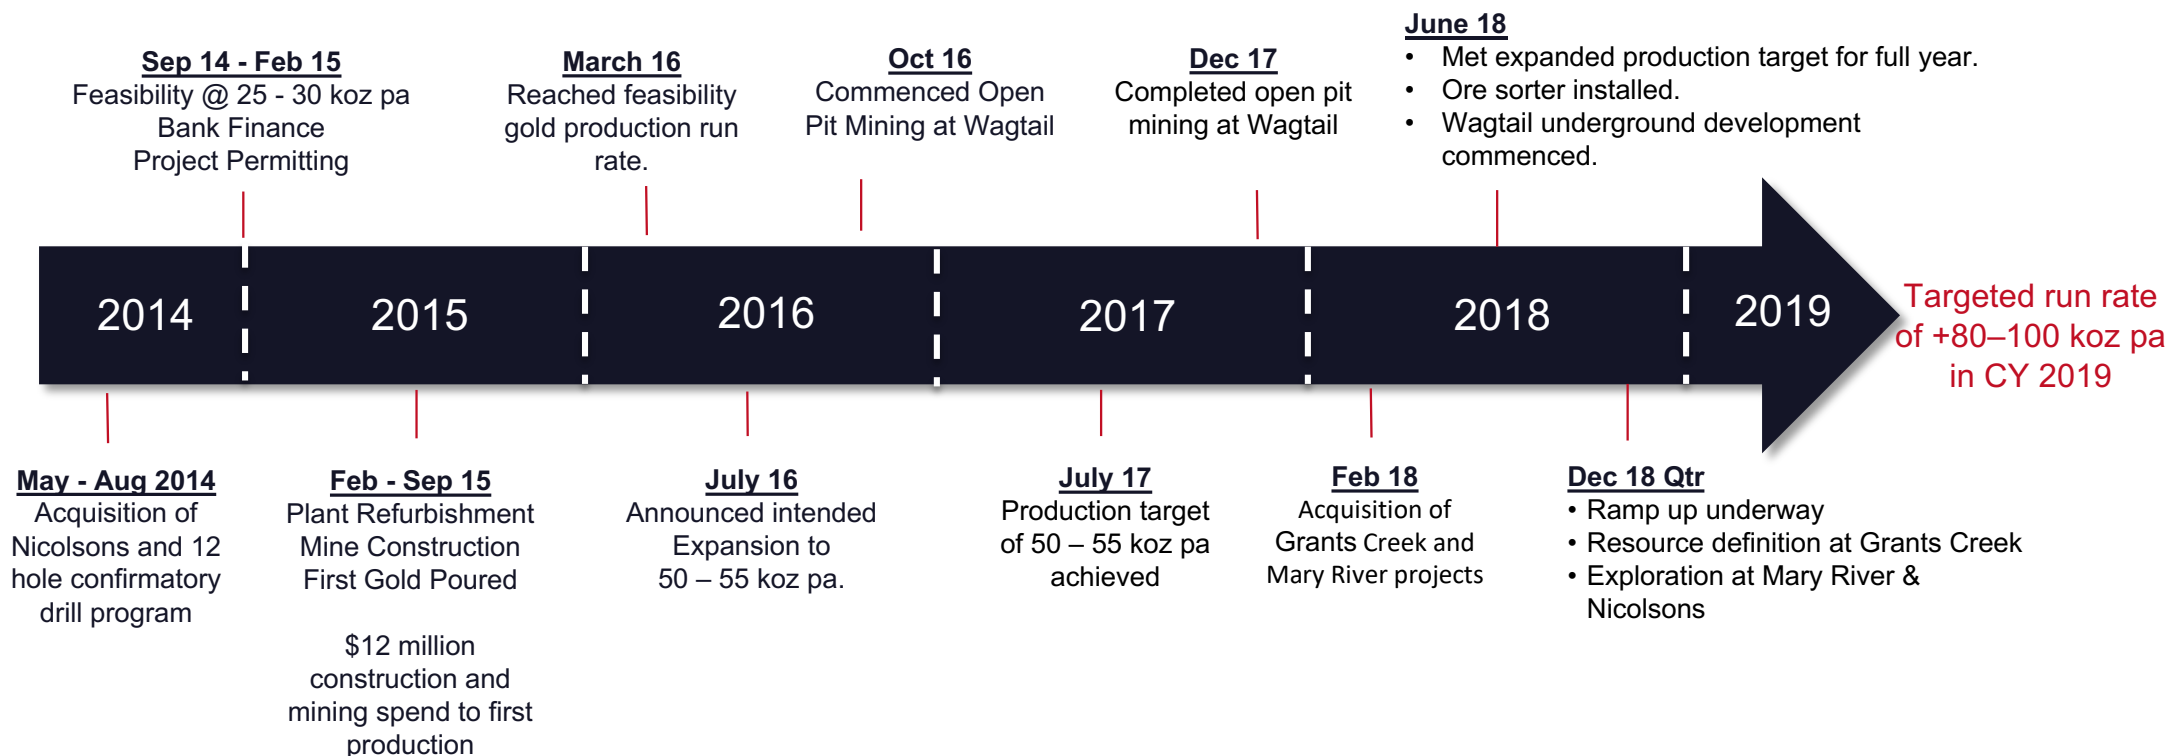 Sep 14 - Feb 15
Feasibility @ 25 - 30 koz pa
Bank Finance
Project Permitting
March 16
Reached feasibility
gold production run
rate.
Oct 16
Commenced Open
Pit Mining at Wagtail
Dec 17
Completed open pit
mining at Wagtail
June 18
• Met expanded production target for full year.
• Ore sorter installed.
• Wagtail underground development
commenced.
2014
2015
2016
2017
2018
2019
Targeted run rate
of +80–100 koz pa
in CY 2019
May - Aug 2014
Acquisition of
Nicolsons and 12
hole confirmatory
drill program
Feb - Sep 15
Plant Refurbishment
Mine Construction
First Gold Poured
$12 million
construction and
mining spend to first
production
July 16
Announced intended
Expansion to
50 – 55 koz pa.
July 17
Production target
of 50 – 55 koz pa
achieved
Feb 18
Acquisition of
Grants Creek and
Mary River projects
Dec 18 Qtr
• Ramp up underway
• Resource definition at Grants Creek
• Exploration at Mary River &
Nicolsons